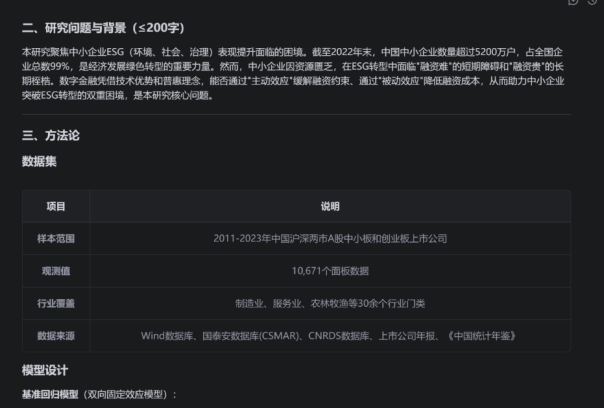 二、研究问题与背景（≤200字）
本研究聚焦中小企业ESG（环境、社会、治理）表现提升面临的困境。截至2022年末，中国中小企业数量超过5200万户，占全国企
业总数99%，是经济发展绿色转型的重要力量。然而，中小企业因资源匮乏，在ESG转型中面临"融资难"的短期障碍和"融资贵"的长
期桎梏。数字金融凭借技术优势和普惠理念，能否通过"主动效应"缓解融资约束、通过"被动效应"降低融资成本，从而助力中小企业
突破ESG转型的双重困境，是本研究核心问题。
三、方法论
数据集
项目 说明
样本范围 2011-2023年中国沪深两市A股中小板和创业板上市公司
观测值 10,671个面板数据
行业覆盖 制造业、服务业、农林牧渔等30余个行业门类
数据来源 Wind数据库、国泰安数据库(CSMAR)、CNRDS数据库、上市公司年报、《中国统计年鉴》
模型设计
基准回归模型（双向固定效应模型）：